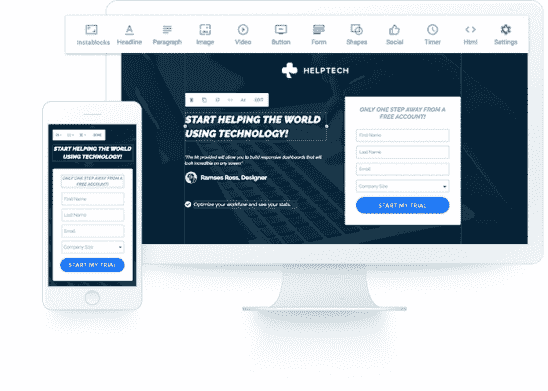 Instablocks Headline Paragraph Image Video Button Form Shapes Social Timer Html Settings
HELPTECH
EDIT
START HELPING THE WORLD
USING TECHNOLOGY!
"The kit provided will allow you to build responsive dashboards that will
look incredible on any screen"
Ramses Ross, Designer
Optimize your workflow and see your stats.
ONLY ONE STEP AWAY FROM A
FREE ACCOUNT!
First Name
Last Name
Email
Company Size
START MY TRIAL
START HELPING THE WORLD
USING TECHNOLOGY!
ONLY ONE STEP AWAY FROM A
FREE ACCOUNT!
First Name
Last Name
Email
Company Size
START MY TRIAL